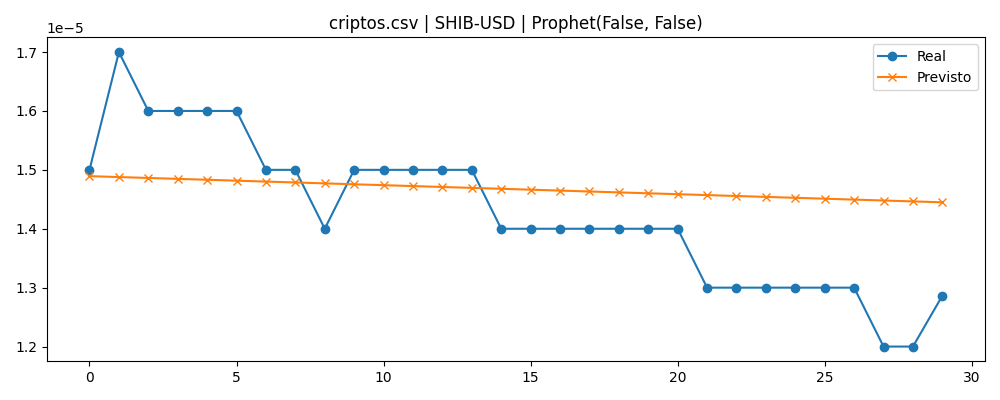 criptos.csv | SHIB-USD | Prophet(False, False)
1e−5
Real
Previsto
1.7
1.6
1.5
1.4
1.3
1.2
0 5 10 15 20 25 30